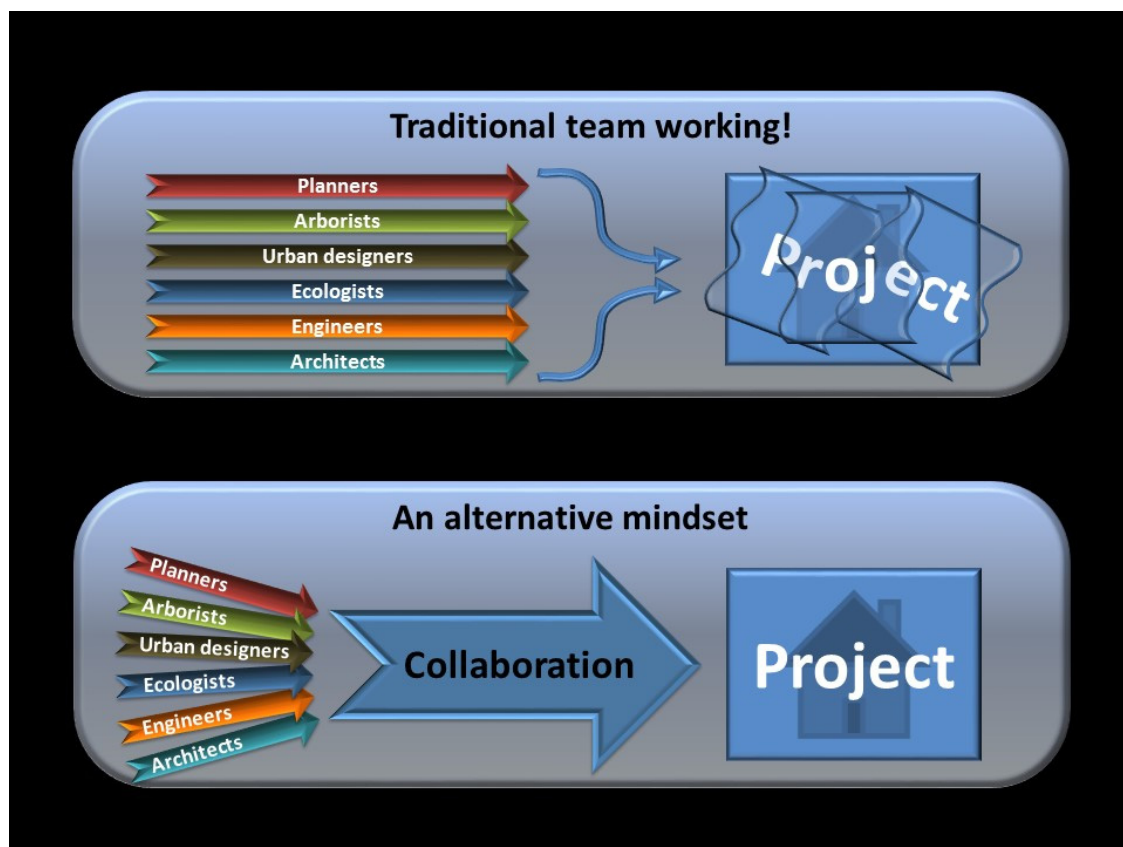 Traditional team working!
Planners
Arborists
Urban designers
Ecologists
Engineers
Architects
Project
An alternative mindset
Planners
Arborists
Urban designers
Ecologists
Engineers
Architects
Collaboration
Project